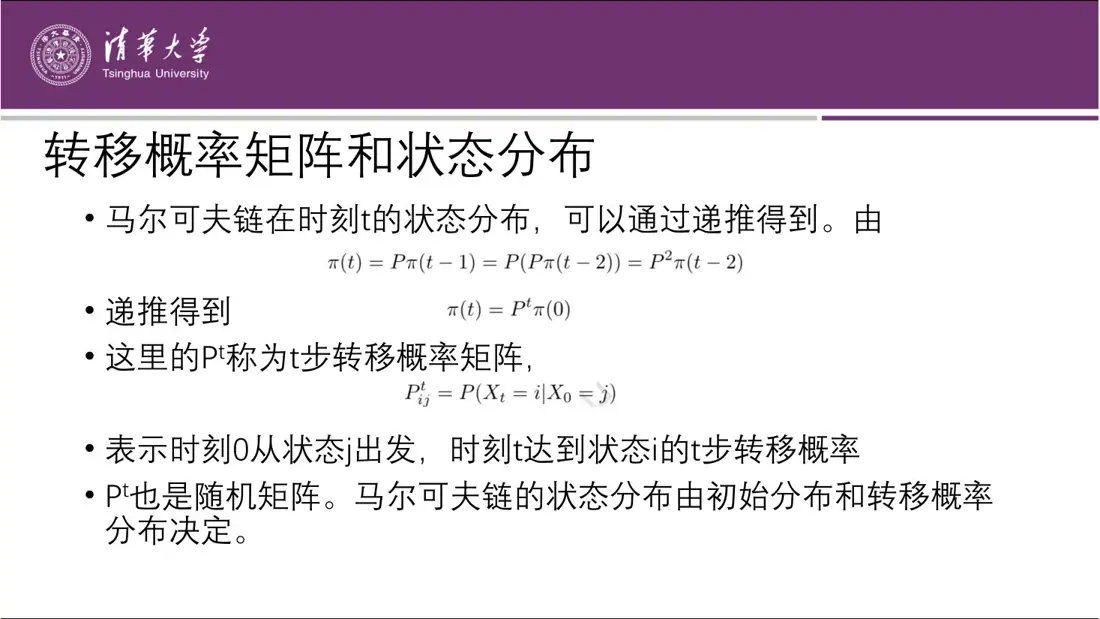 清华大学
Tsinghua University
转移概率矩阵和状态分布
• 马尔可夫链在时刻t的状态分布，可以通过递推得到。由
π(t) = Pπ(t − 1) = P(Pπ(t − 2)) = P²π(t − 2)
• 递推得到 π(t) = Pᵗπ(0)
• 这里的Pᵗ称为t步转移概率矩阵，
Pᵗᵢⱼ = P(Xₜ = i|X₀ = j)
• 表示时刻0从状态j出发，时刻t达到状态i的t步转移概率
• Pᵗ也是随机矩阵。马尔可夫链的状态分布由初始分布和转移概率
分布决定。